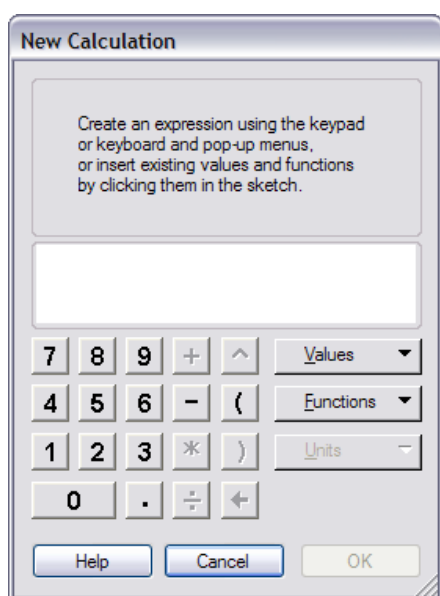 New Calculation
Create an expression using the keypad
or keyboard and pop-up menus,
or insert existing values and functions
by clicking them in the sketch.
7 8 9 + ^ Values
4 5 6 - ( Functions
1 2 3 * ) Units
0 . ÷ ←
Help Cancel OK